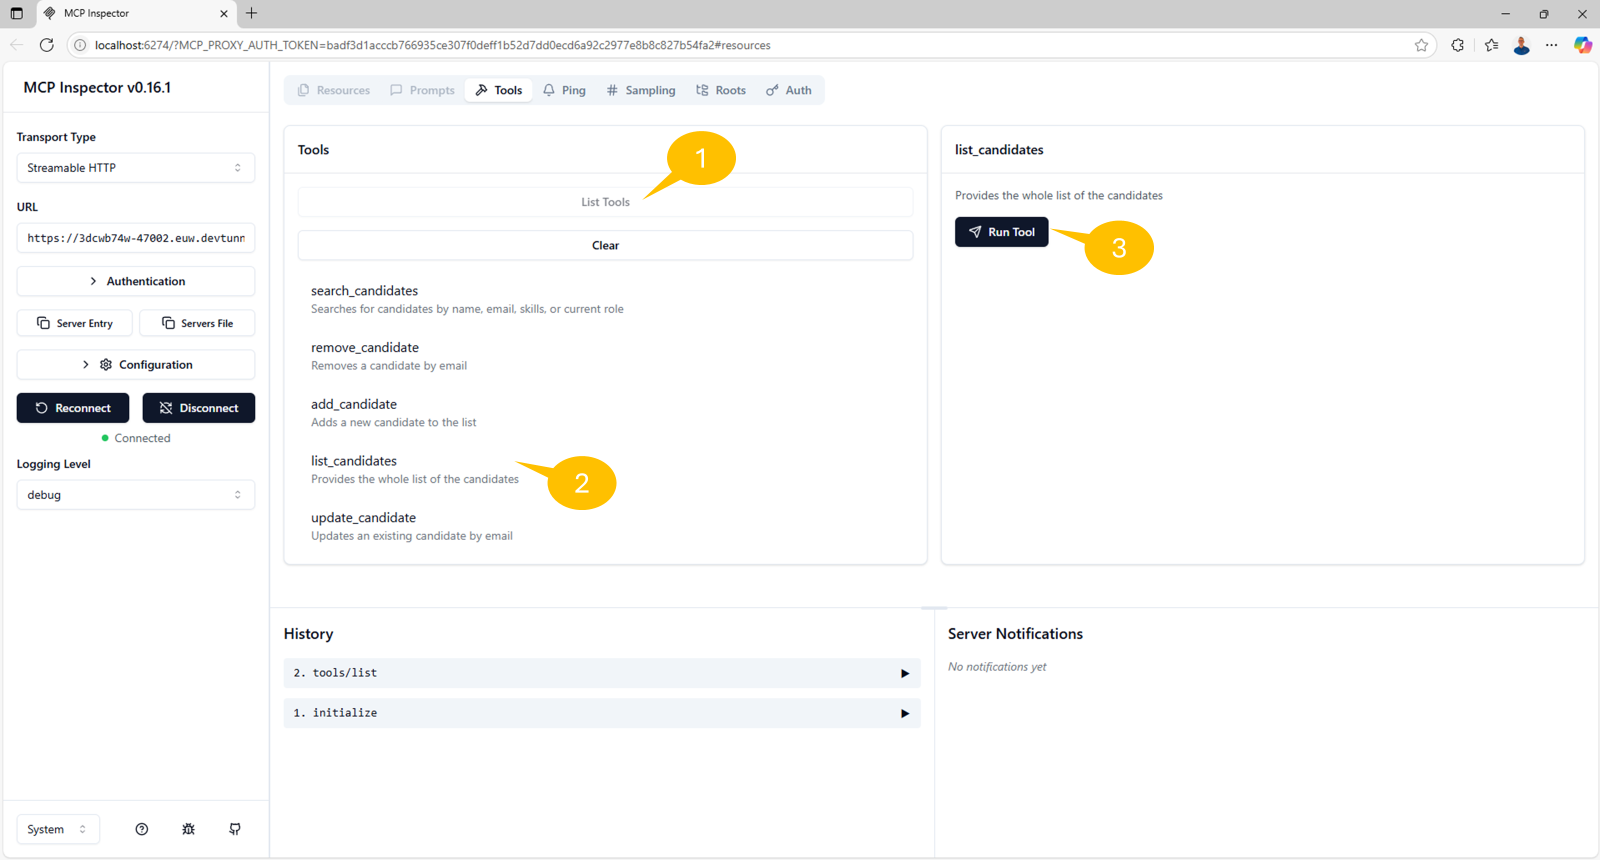 MCP Inspector
localhost:6274/?MCP_PROXY_AUTH_TOKEN=badf3d1acccb766935ce307f0deff1b52d7dd0ecd6a92c2977e8b8c827b54fa2#resources
MCP Inspector v0.16.1
Transport Type
Streamable HTTP
URL
https://3dcwb74w-47002.euw.devtunn
Authentication
Server Entry
Servers File
Configuration
Reconnect
Disconnect
Connected
Logging Level
debug
System
Resources
Prompts
Tools
Ping
Sampling
Roots
Auth
Tools
1
List Tools
Clear
search_candidates
Searches for candidates by name, email, skills, or current role
remove_candidate
Removes a candidate by email
add_candidate
Adds a new candidate to the list
list_candidates
Provides the whole list of the candidates
2
update_candidate
Updates an existing candidate by email
list_candidates
Provides the whole list of the candidates
Run Tool
3
History
2. tools/list
1. initialize
Server Notifications
No notifications yet